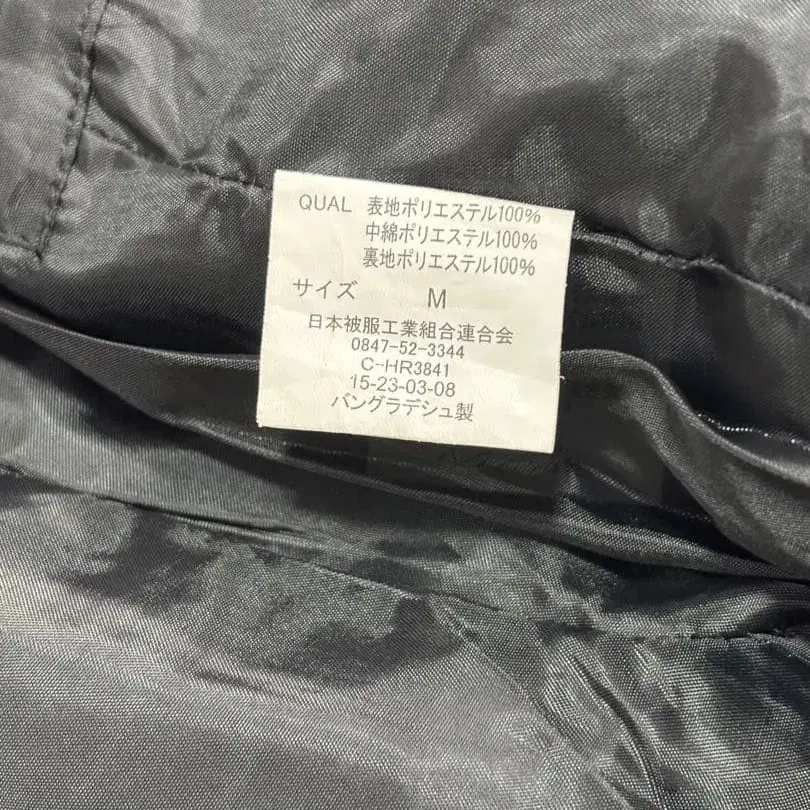 QUAL 表地ポリエステル100%
中綿ポリエステル100%
裏地ポリエステル100%
サイズ M
日本被服工業組合連合会
0847-52-3344
C-HR3841
15-23-03-08
バングラデシュ製